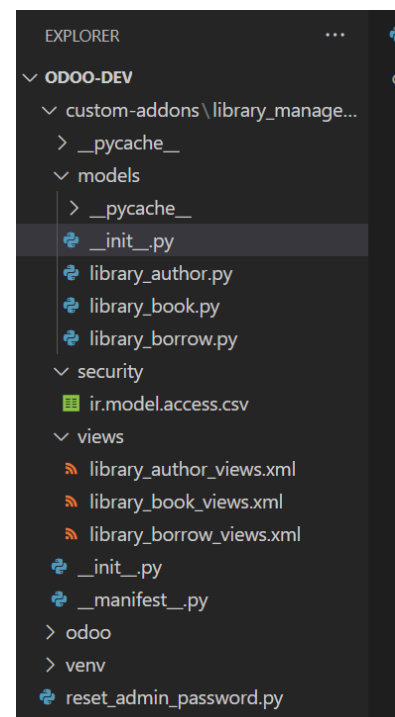 EXPLORER ...
ODOO-DEV
custom-addons\library_manage...
__pycache__
models
__pycache__
__init__.py
library_author.py
library_book.py
library_borrow.py
security
ir.model.access.csv
views
library_author_views.xml
library_book_views.xml
library_borrow_views.xml
__init__.py
__manifest__.py
odoo
venv
reset_admin_password.py